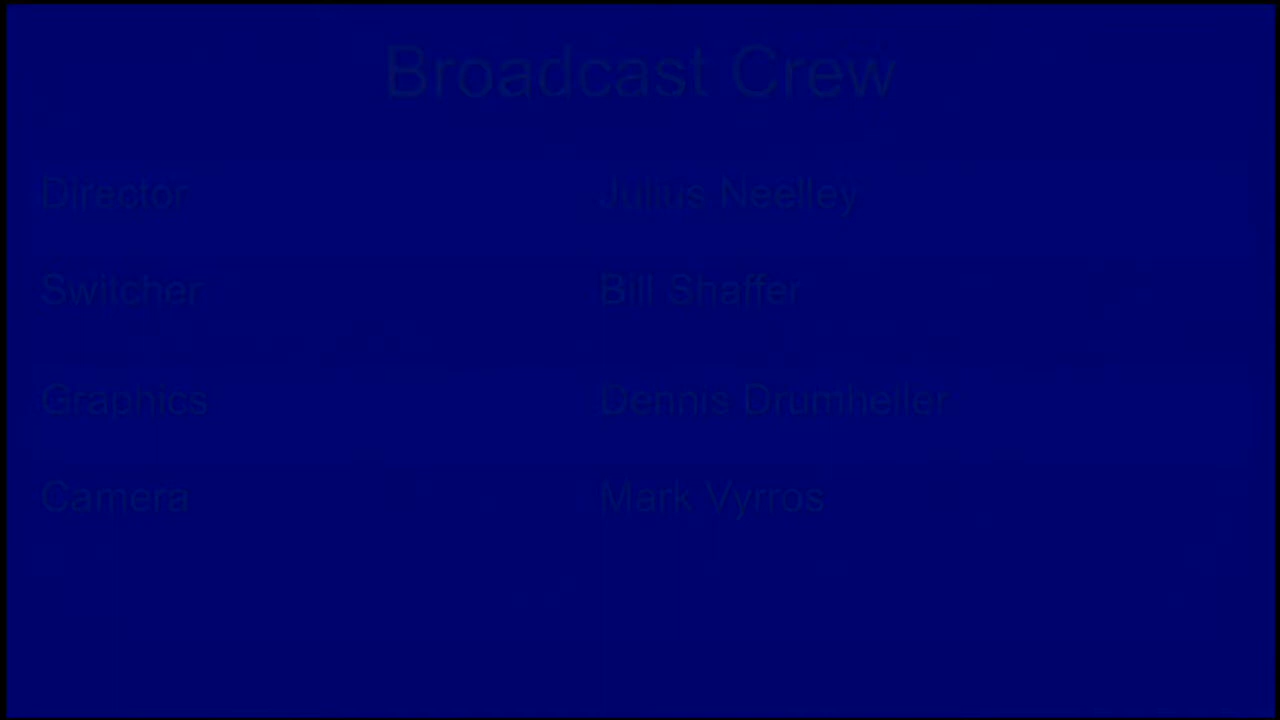 Broadcast Crew
Director Julius Neelley
Switcher Bill Shaffer
Graphics Dennis Drumheller
Camera Mark Vyrros